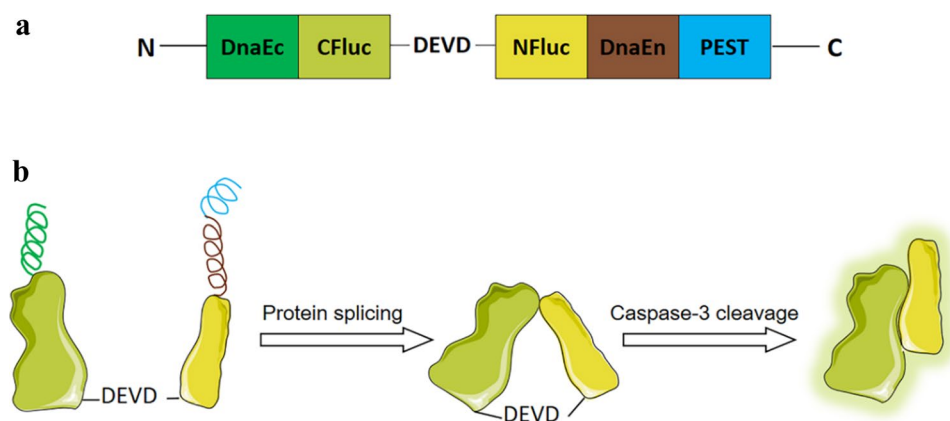 a
N DnaEc CFluc DEVD NFluc DnaEn PEST C
b
Protein splicing
Caspase-3 cleavage
DEVD
DEVD